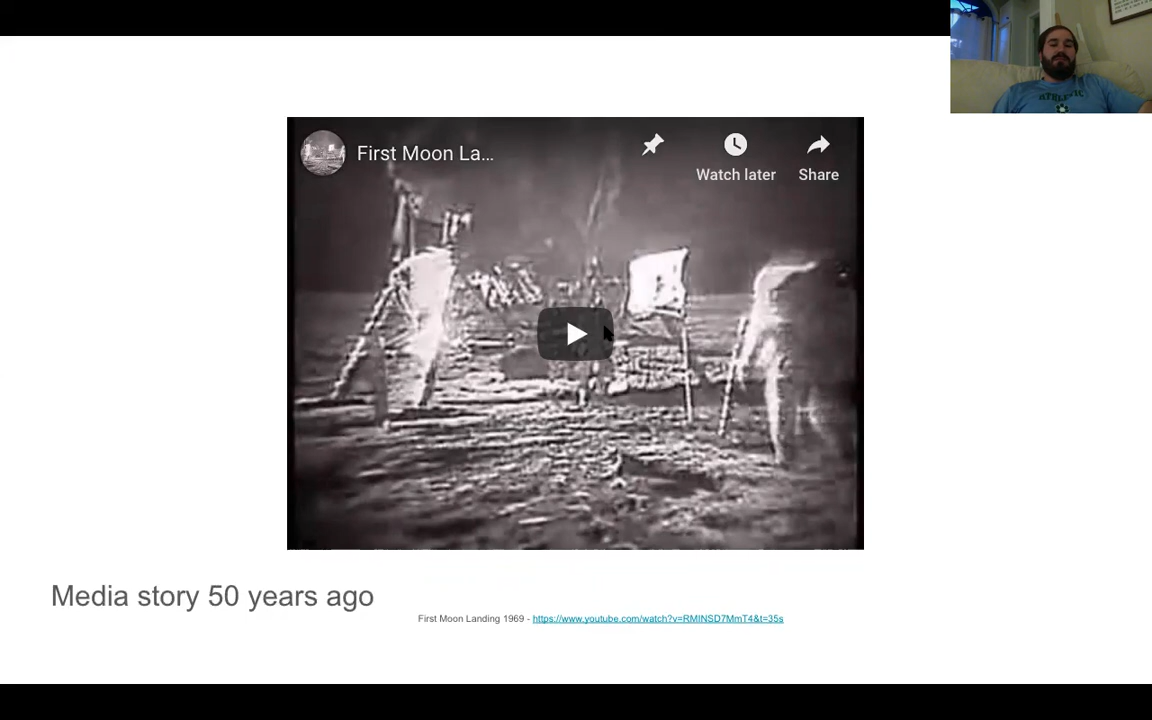 First Moon La...
Watch later
Share
ATHLETIC
Media story 50 years ago
First Moon Landing 1969 - https://www.youtube.com/watch?v=RMINSD7MmT4&t=35s